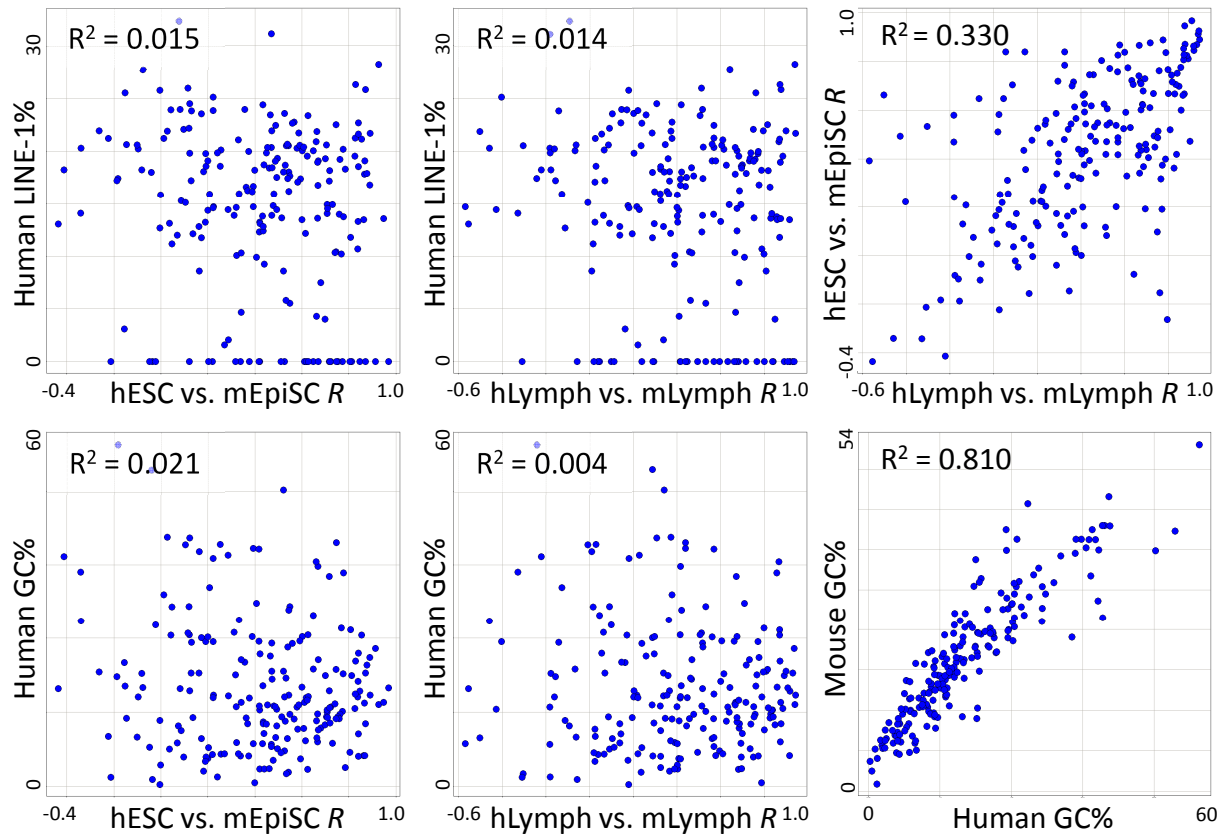 R² = 0.015
Human LINE-1%
30
0
-0.4
hESC vs. mEpiSC R
1.0
R² = 0.014
Human LINE-1%
30
0
-0.6
hLymph vs. mLymph R
1.0
R² = 0.330
hESC vs. mEpiSC R
1.0
-0.4
-0.6
hLymph vs. mLymph R
1.0
R² = 0.021
Human GC%
60
0
-0.4
hESC vs. mEpiSC R
1.0
R² = 0.004
Human GC%
60
0
-0.6
hLymph vs. mLymph R
1.0
R² = 0.810
Mouse GC%
54
0
0
Human GC%
60